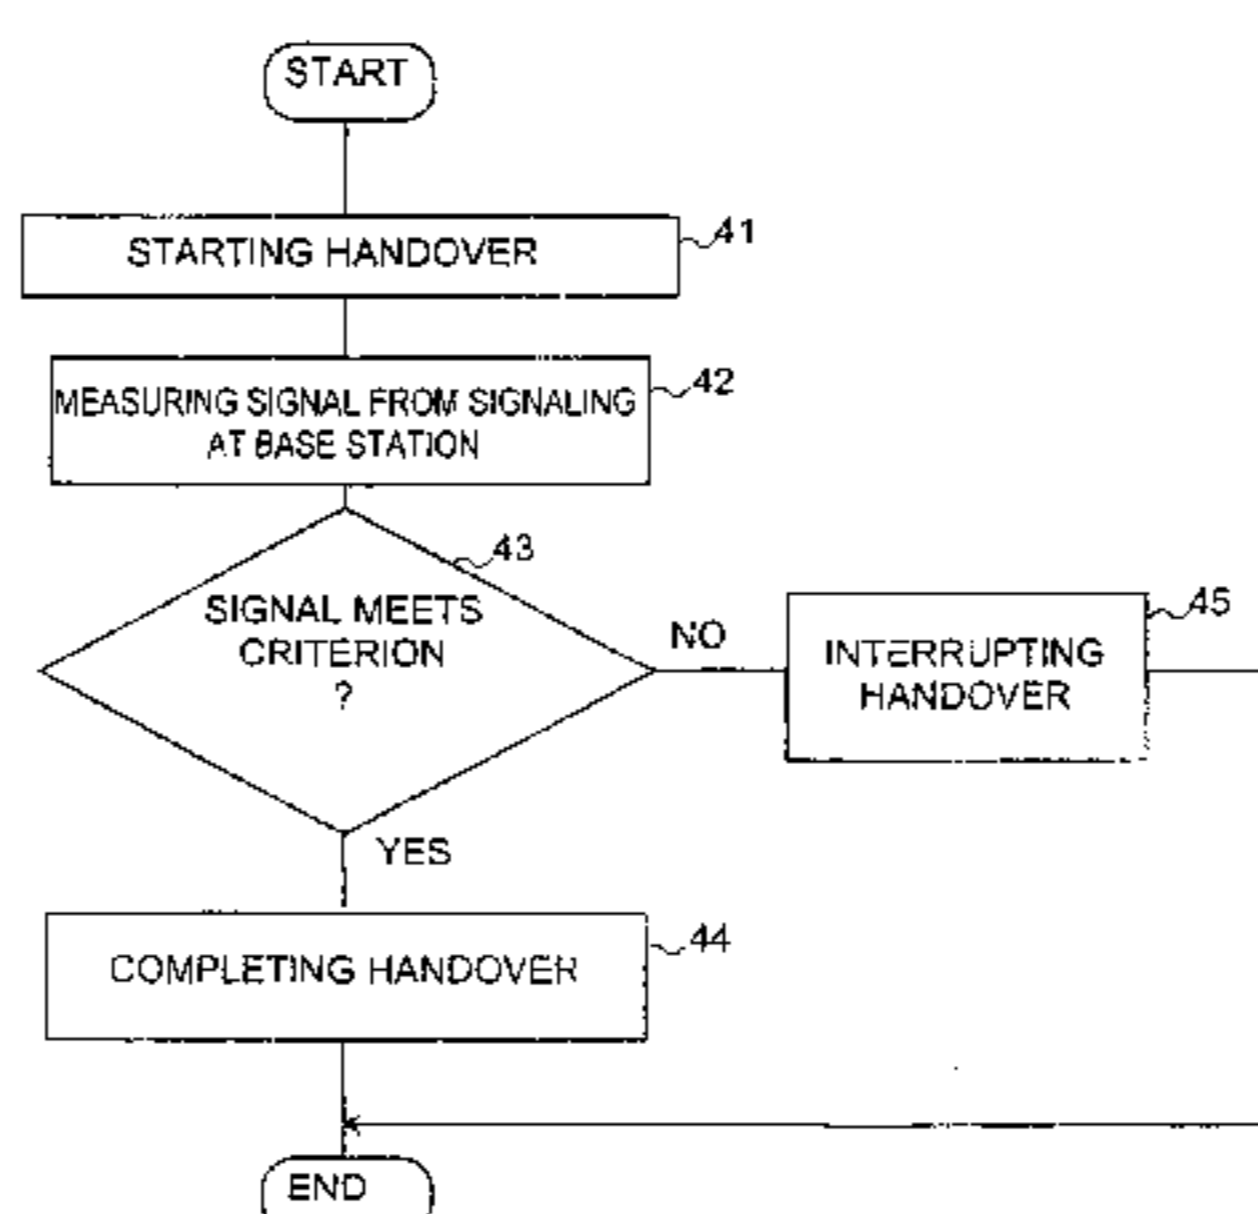 START
STARTING HANDOVER
41
MEASURING SIGNAL FROM SIGNALING
AT BASE STATION
42
43
SIGNAL MEETS
CRITERION
?
NO
INTERRUPTING
HANDOVER
45
YES
COMPLETING HANDOVER
44
END